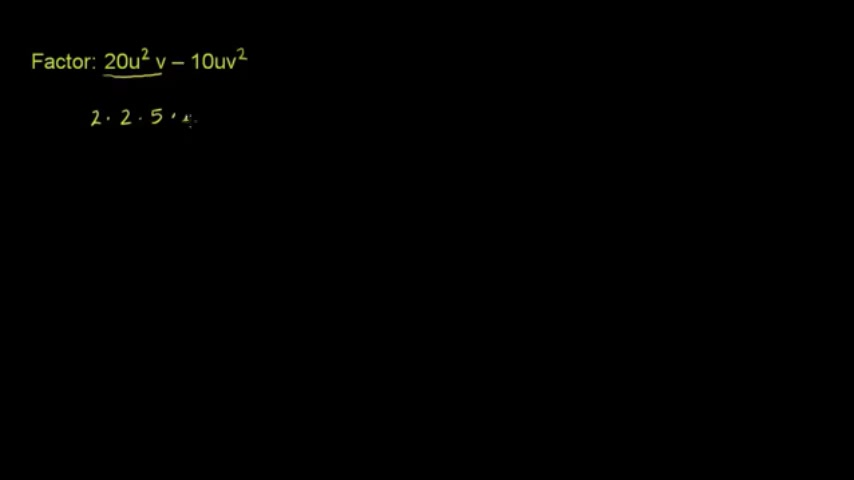 Factor: 20u² v – 10uv²
2 · 2 · 5 ·